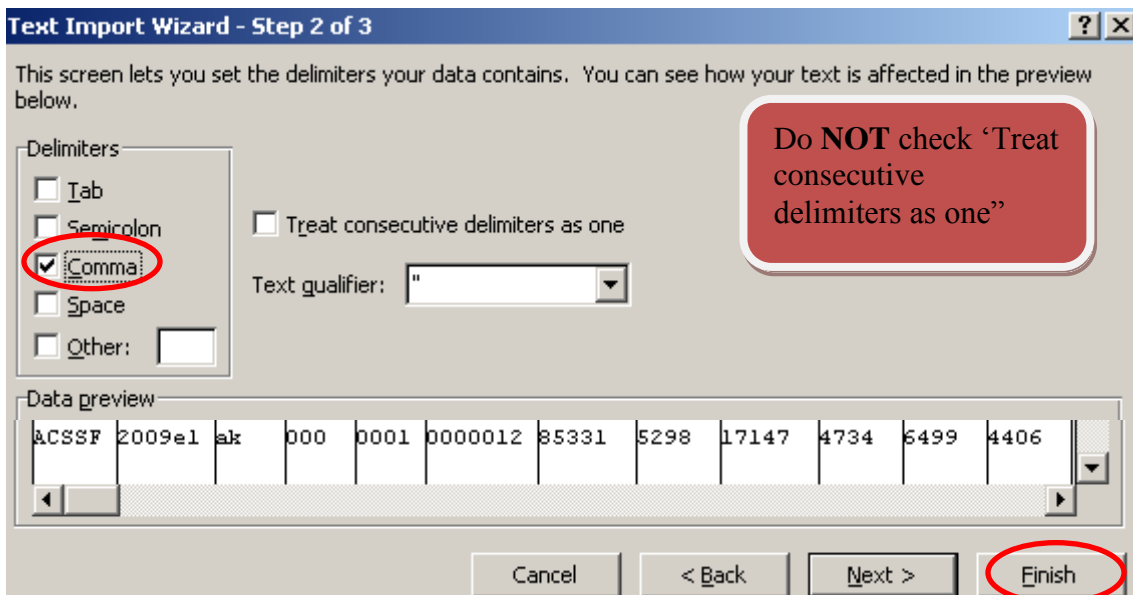 Text Import Wizard - Step 2 of 3
This screen lets you set the delimiters your data contains. You can see how your text is affected in the preview
below.
Do NOT check ‘Treat
consecutive
delimiters as one”
Delimiters
Tab
Semicolon
Comma
Space
Other:
Treat consecutive delimiters as one
Text qualifier: "
Data preview
ACSSF 2009e1 ak 000 0001 0000012 85331 5298 17147 4734 6499 4406
Cancel < Back Next > Finish